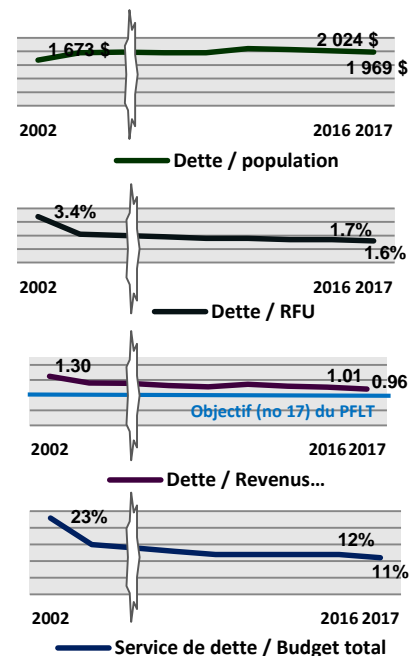 1 673 $
2 024 $
1 969 $
2002
2016 2017
Dette / population
3.4%
1.7%
1.6%
2002
2016 2017
Dette / RFU
1.30
1.01
0.96
Objectif (no 17) du PFLT
2002
2016 2017
Dette / Revenus...
23%
12%
11%
2002
2016 2017
Service de dette / Budget total